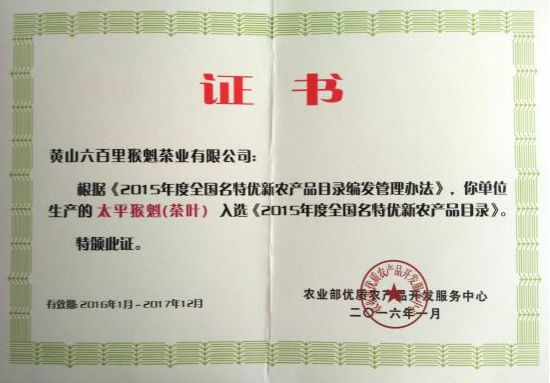 证书
黄山六百里猴魁茶业有限公司：
根据《2015年度全国名特优新农产品目录编发管理办法》，你单位
生产的 太平猴魁(茶叶) 入选《2015年度全国名特优新农产品目录》。
特颁此证。
农业部优质农产品开发服务中心
有效期：2016年1月－2017年12月
二〇一六年一月